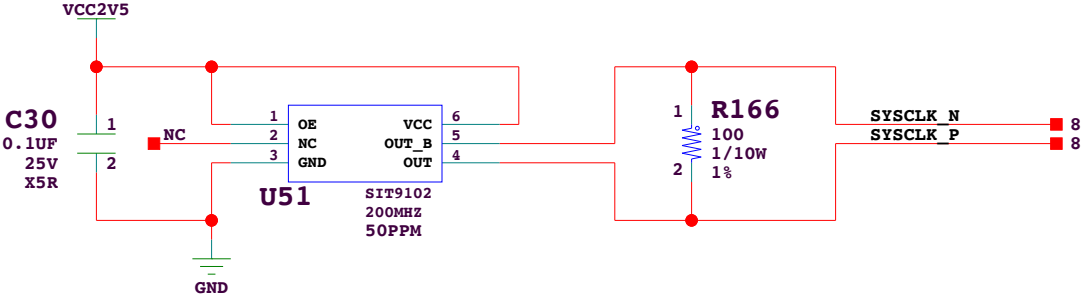 VCC2V5
C30
0.1UF
25V
X5R
1
2
NC
1
2
3
OE
NC
GND
VCC
OUT_B
OUT
6
5
4
U51
SIT9102
200MHZ
50PPM
GND
1
2
R166
100
1/10W
1%
SYSCLK_N
8
SYSCLK_P
8